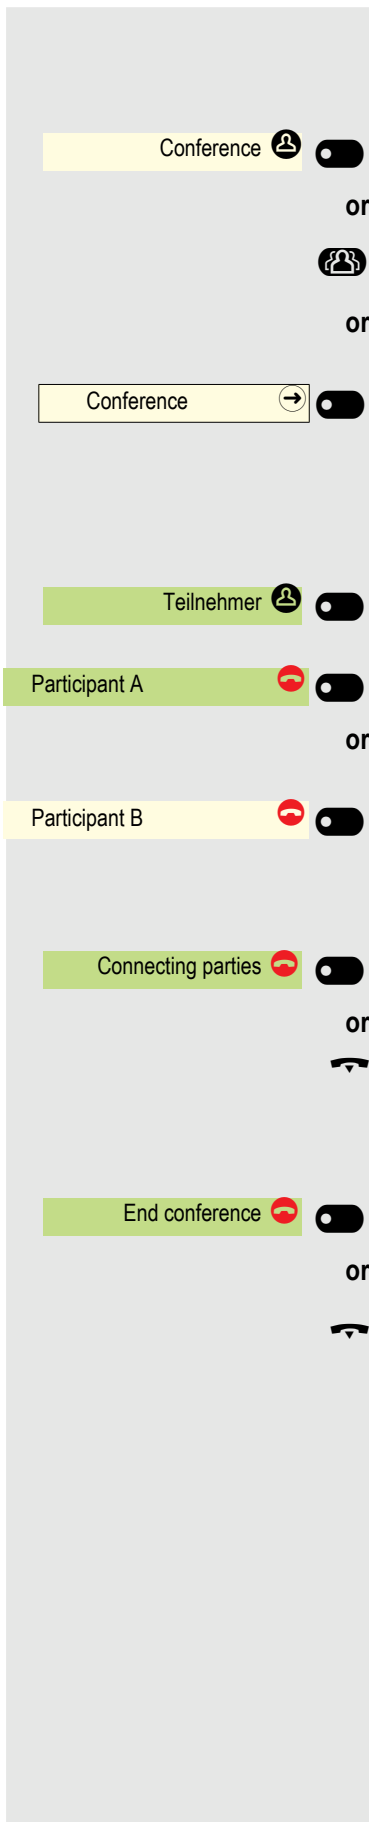 Conference
or
or
Conference
Teilnehmer
Participant A
or
Participant B
Connecting parties
or
End conference
or